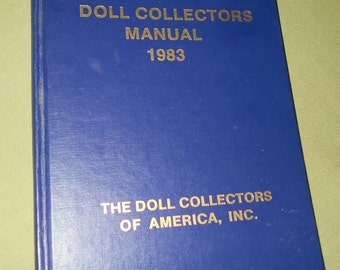 DOLL COLLECTORS
MANUAL
1983
THE DOLL COLLECTORS
OF AMERICA, INC.